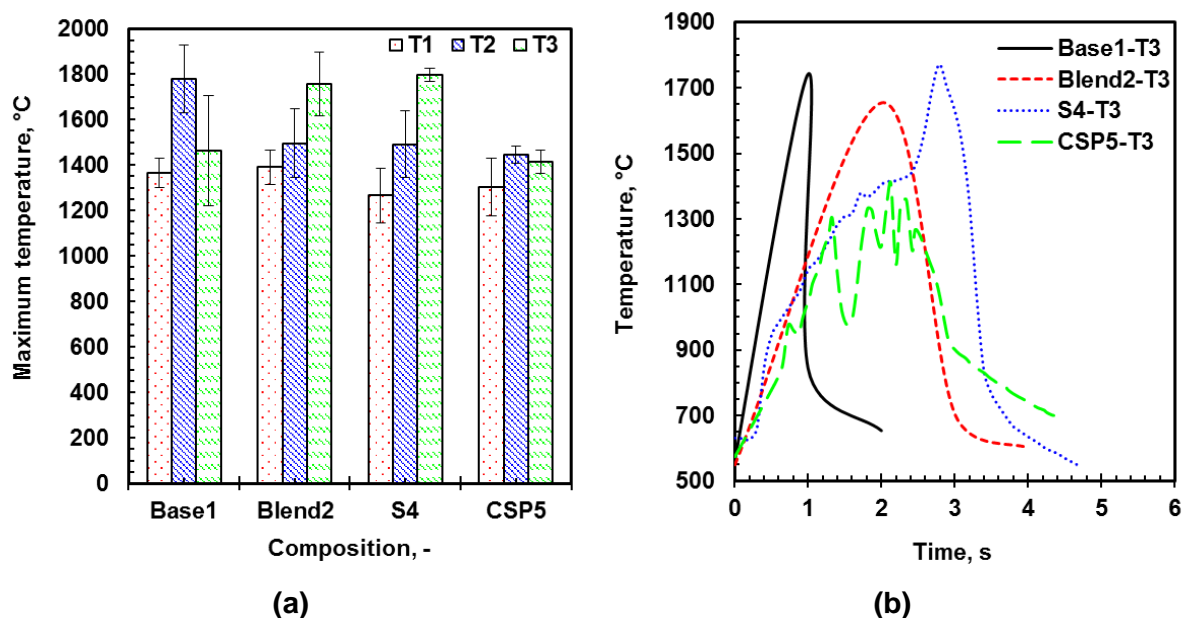 2000
1800
1600
1400
1200
1000
800
600
400
200
0
Maximum temperature, °C
T1 T2 T3
Base1 Blend2 S4 CSP5
Composition, -
(a)
1900
1700
1500
1300
1100
900
700
500
Temperature, °C
Base1-T3
Blend2-T3
S4-T3
CSP5-T3
0 1 2 3 4 5 6
Time, s
(b)